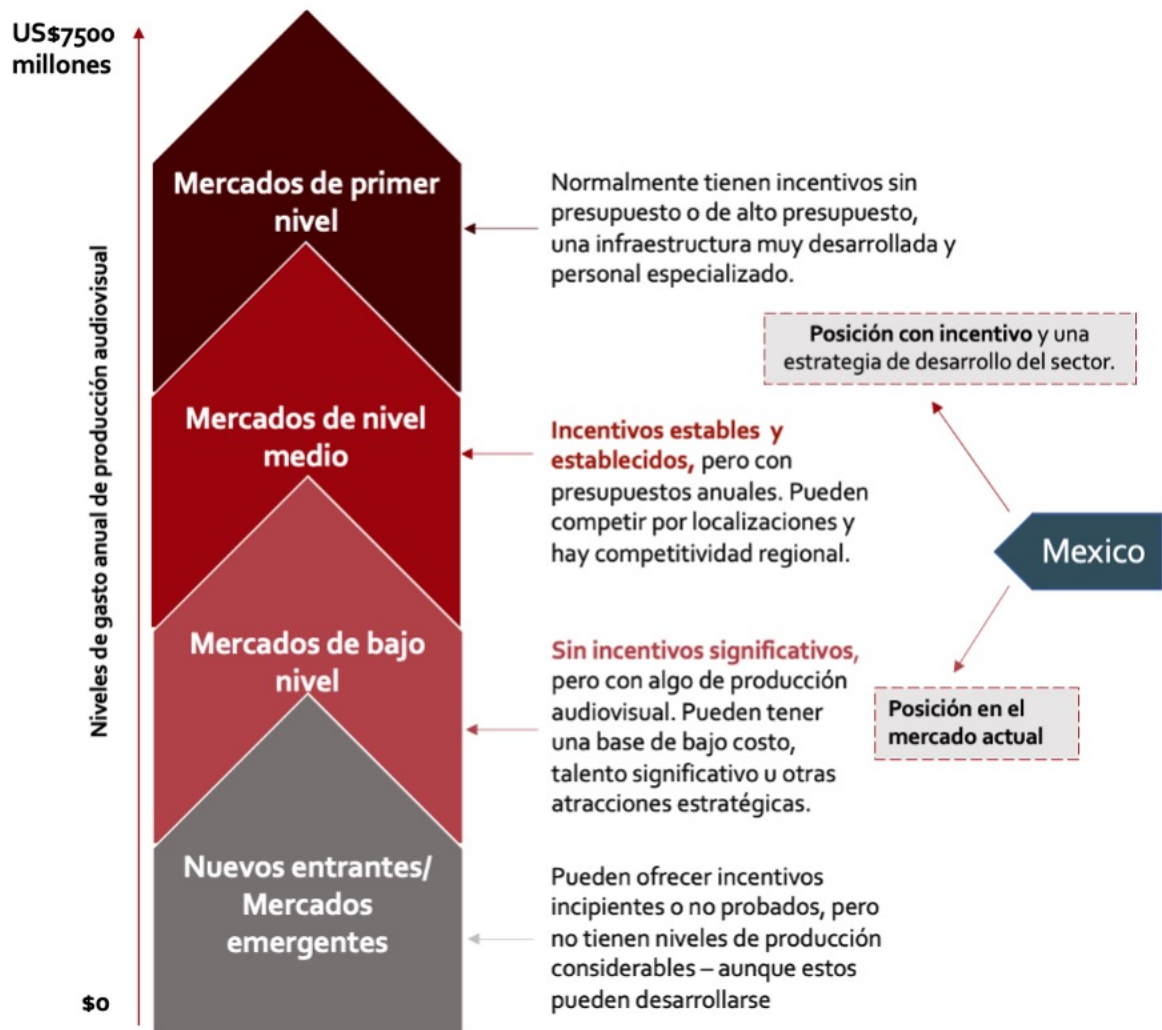 US$7500
millones
Niveles de gasto anual de producción audiovisual
$0
Mercados de primer
nivel
Normalmente tienen incentivos sin
presupuesto o de alto presupuesto,
una infraestructura muy desarrollada y
personal especializado.
Posición con incentivo y una
estrategia de desarrollo del sector.
Mercados de nivel
medio
Incentivos estables y
establecidos, pero con
presupuestos anuales. Pueden
competir por localizaciones y
hay competitividad regional.
Mexico
Mercados de bajo
nivel
Sin incentivos significativos,
pero con algo de producción
audiovisual. Pueden tener
una base de bajo costo,
talento significativo u otras
atracciones estratégicas.
Posición en el
mercado actual
Nuevos entrantes/
Mercados
emergentes
Pueden ofrecer incentivos
incipientes o no probados, pero
no tienen niveles de producción
considerables – aunque estos
pueden desarrollarse